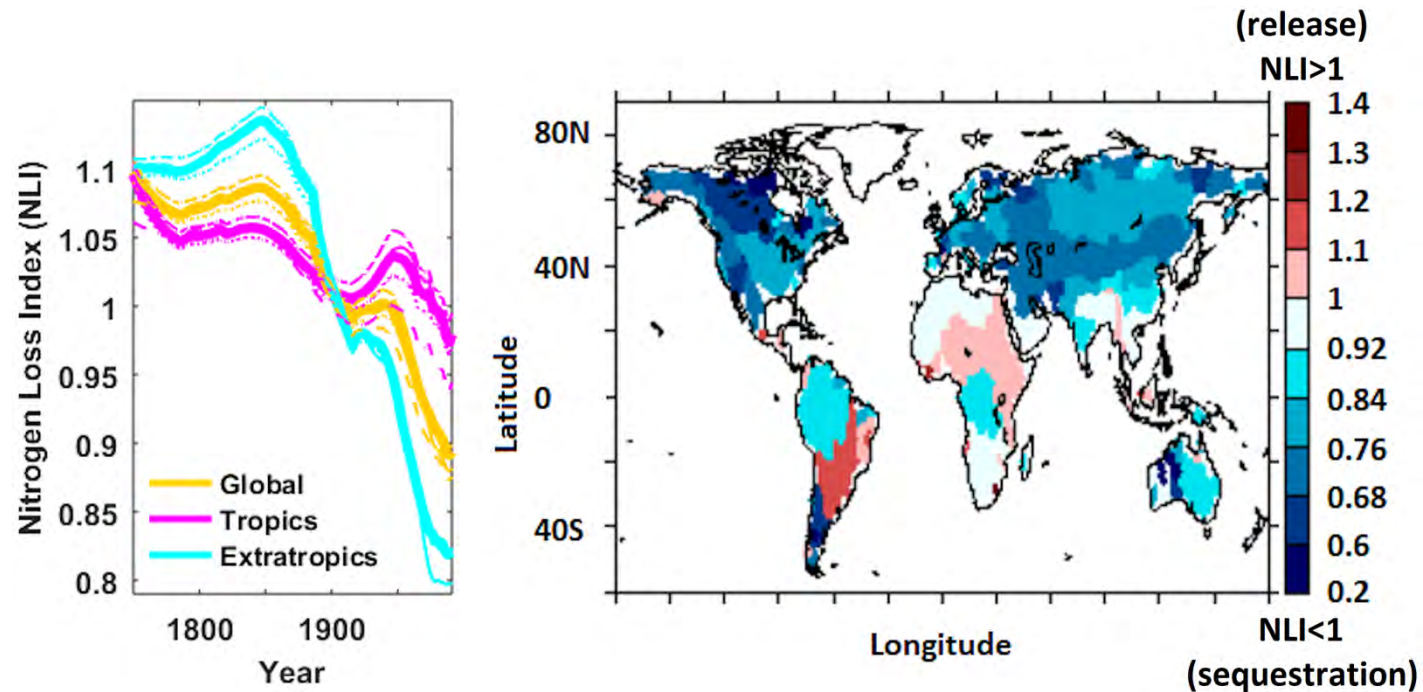 Nitrogen Loss Index (NLI)
1.1
1.05
1
0.95
0.9
0.85
0.8
Global
Tropics
Extratropics
1800
1900
Year
Latitude
80N
40N
0
40S
Longitude
(release)
NLI>1
1.4
1.3
1.2
1.1
1
0.92
0.84
0.76
0.68
0.6
0.2
NLI<1
(sequestration)